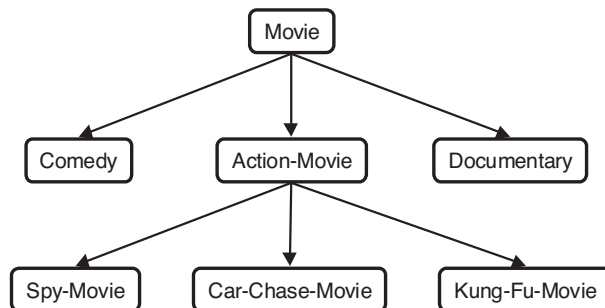 Movie
Comedy
Action-Movie
Documentary
Spy-Movie
Car-Chase-Movie
Kung-Fu-Movie